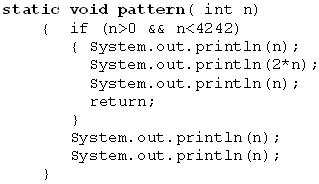 static void pattern( int n)
{ if (n>0 && n<4242)
{ System.out.println(n);
System.out.println(2*n);
System.out.println(n);
return;
}
System.out.println(n);
System.out.println(n);
}